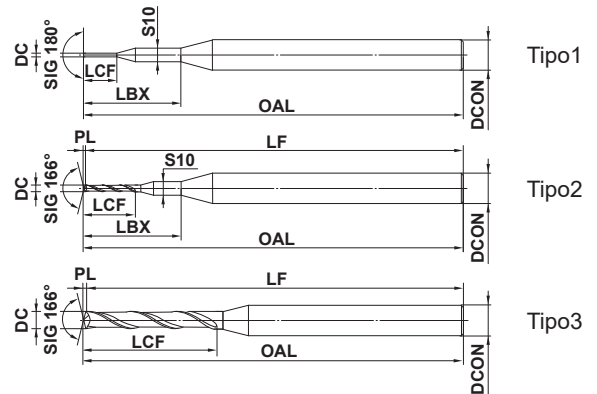 DC
SIG 180°
S10
LCF
LBX
OAL
DCON
Tipo1
PL
LF
DC
SIG 166°
S10
LCF
LBX
OAL
DCON
Tipo2
PL
LF
DC
SIG 166°
LCF
OAL
DCON
Tipo3